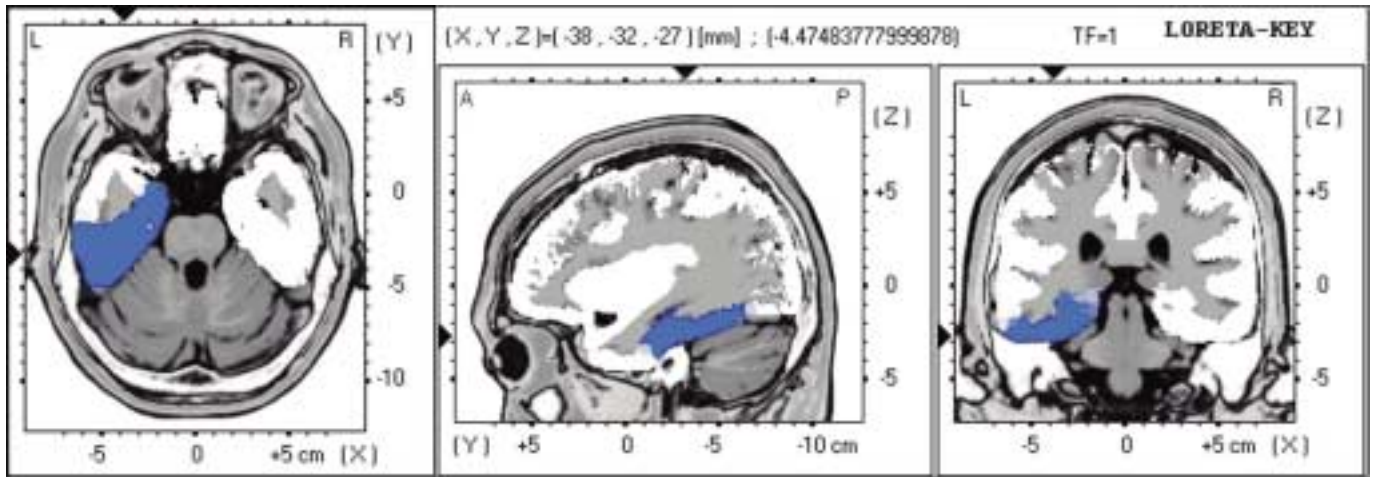 [X,Y,Z]=( -38 , -32 , -27 ) [mm] ; (-4.47483777999878) TF=1 LORETA-KEY
L R (Y)
+5
0
-5
-10
-5 0 +5 cm (X)
A P (Z)
+5
0
-5
(Y) +5 0 -5 -10 cm
L R (Z)
+5
0
-5
-5 0 +5 cm (X)